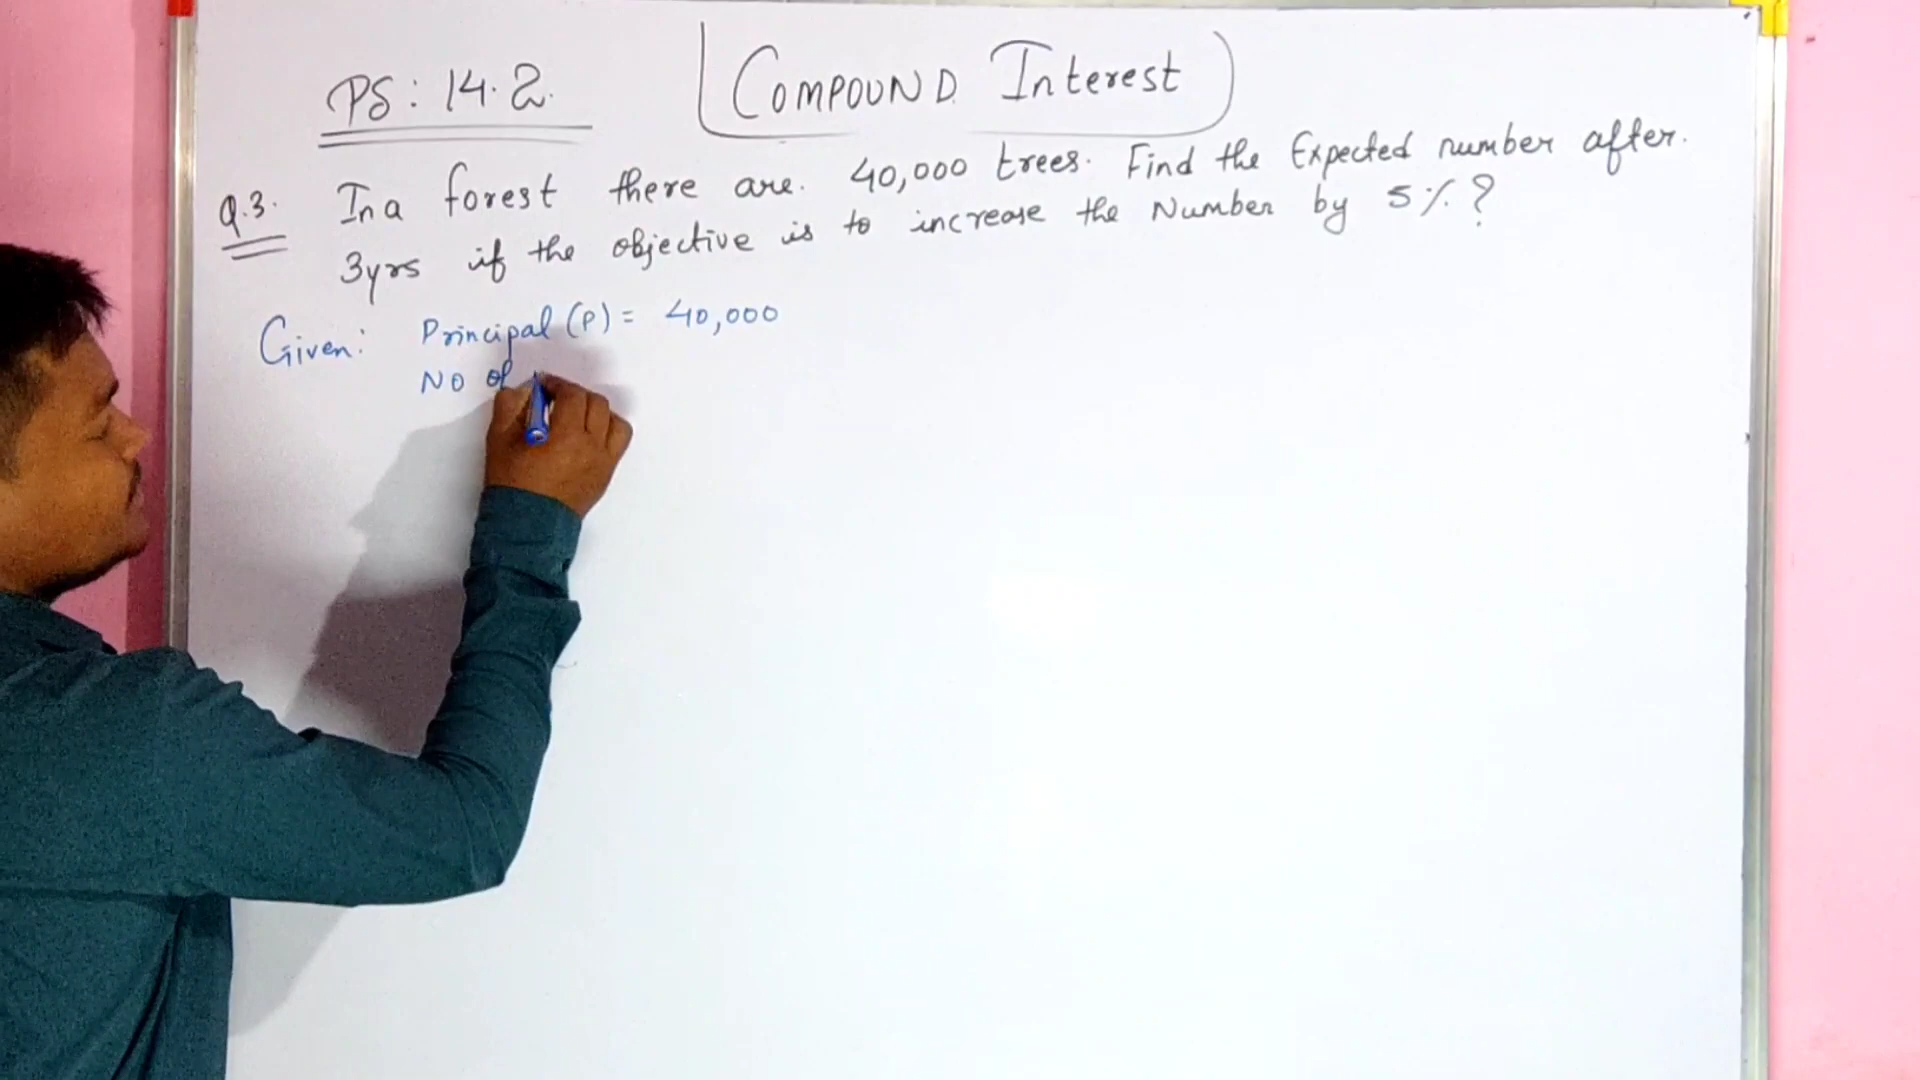 PS: 14.2. COMPOUND Interest
Q.3. In a forest there are. 40,000 trees. Find the Expected number after.
3yrs if the objective is to increase the Number by 5%?
Given: Principal (P) = 40,000
NO of